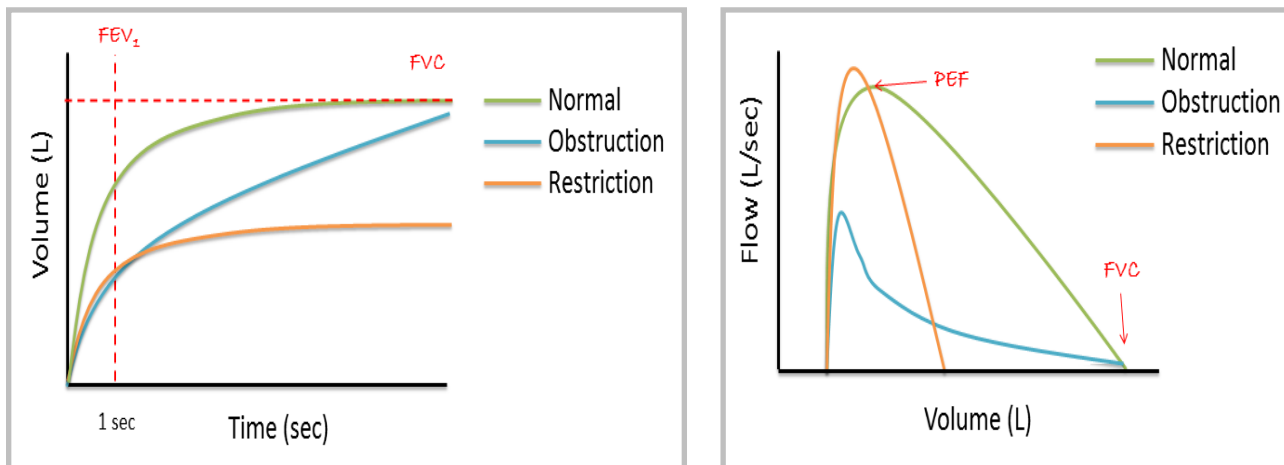 FEV₁
FVC
Volume (L)
Normal
Obstruction
Restriction
1 sec
Time (sec)
PEF
Normal
Obstruction
Restriction
Flow (L/sec)
FVC
Volume (L)